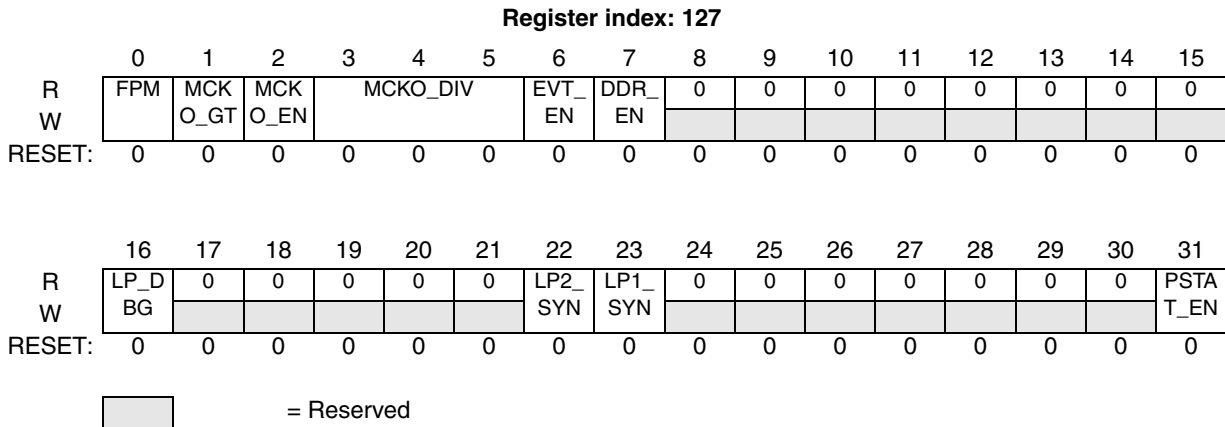 Register index: 127
0 1 2 3 4 5 6 7 8 9 10 11 12 13 14 15
R FPM MCK MCK MCKO_DIV EVT_ DDR_ 0 0 0 0 0 0 0 0
W O_GT O_EN EN EN
RESET: 0 0 0 0 0 0 0 0 0 0 0 0 0 0 0 0
16 17 18 19 20 21 22 23 24 25 26 27 28 29 30 31
R LP_D 0 0 0 0 0 LP2_ LP1_ 0 0 0 0 0 0 0 PSTA
W BG SYN SYN T_EN
RESET: 0 0 0 0 0 0 0 0 0 0 0 0 0 0 0 0
= Reserved